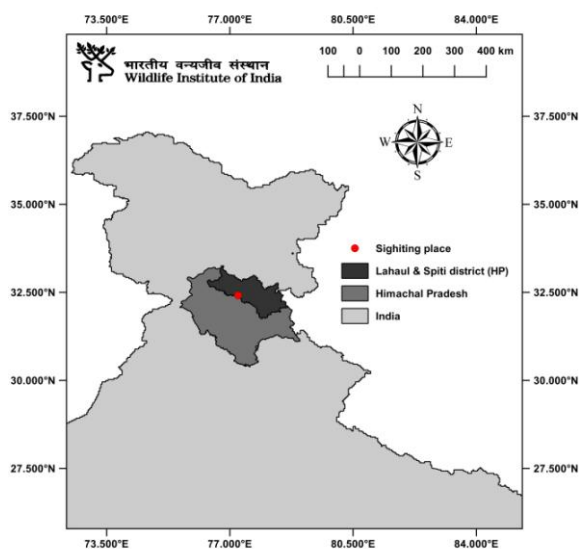 73.500°E 77.000°E 80.500°E 84.000°E
भारतीय वन्यजीव संस्थान
Wildlife Institute of India
100 0 100 200 300 400 km
37.500°N 37.500°N
N
W E
S
35.000°N 35.000°N
Sighiting place
Lahaul & Spiti district (HP)
32.500°N 32.500°N
Himachal Pradesh
India
30.000°N 30.000°N
27.500°N 27.500°N
73.500°E 77.000°E 80.500°E 84.000°E